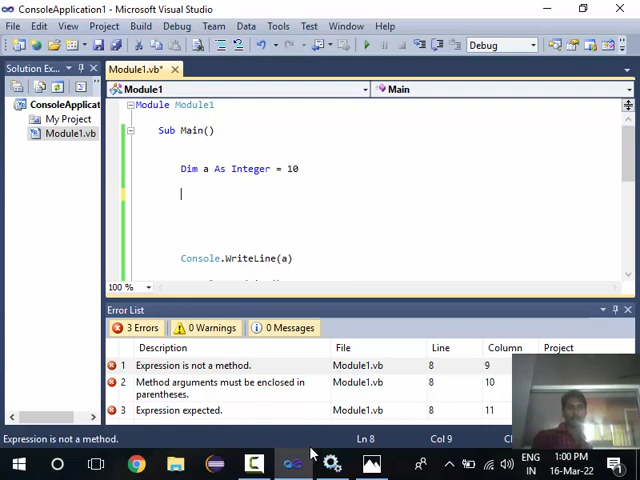 ConsoleApplication1 - Microsoft Visual Studio
File Edit View Project Build Debug Team Data Tools Test Window Help
Debug
Solution Ex...
Module1.vb*
Module1 Main
ConsoleApplicat
My Project
Module1.vb
Module Module1
Sub Main()
Dim a As Integer = 10
Console.WriteLine(a)
100 %
Error List
3 Errors 0 Warnings 0 Messages
Description File Line Column Project
1 Expression is not a method. Module1.vb 8 9
2 Method arguments must be enclosed in parentheses. Module1.vb 8 10
3 Expression expected. Module1.vb 8 11
Expression is not a method. Ln 8 Col 9
ENG 1:00 PM
IN 16-Mar-22
1